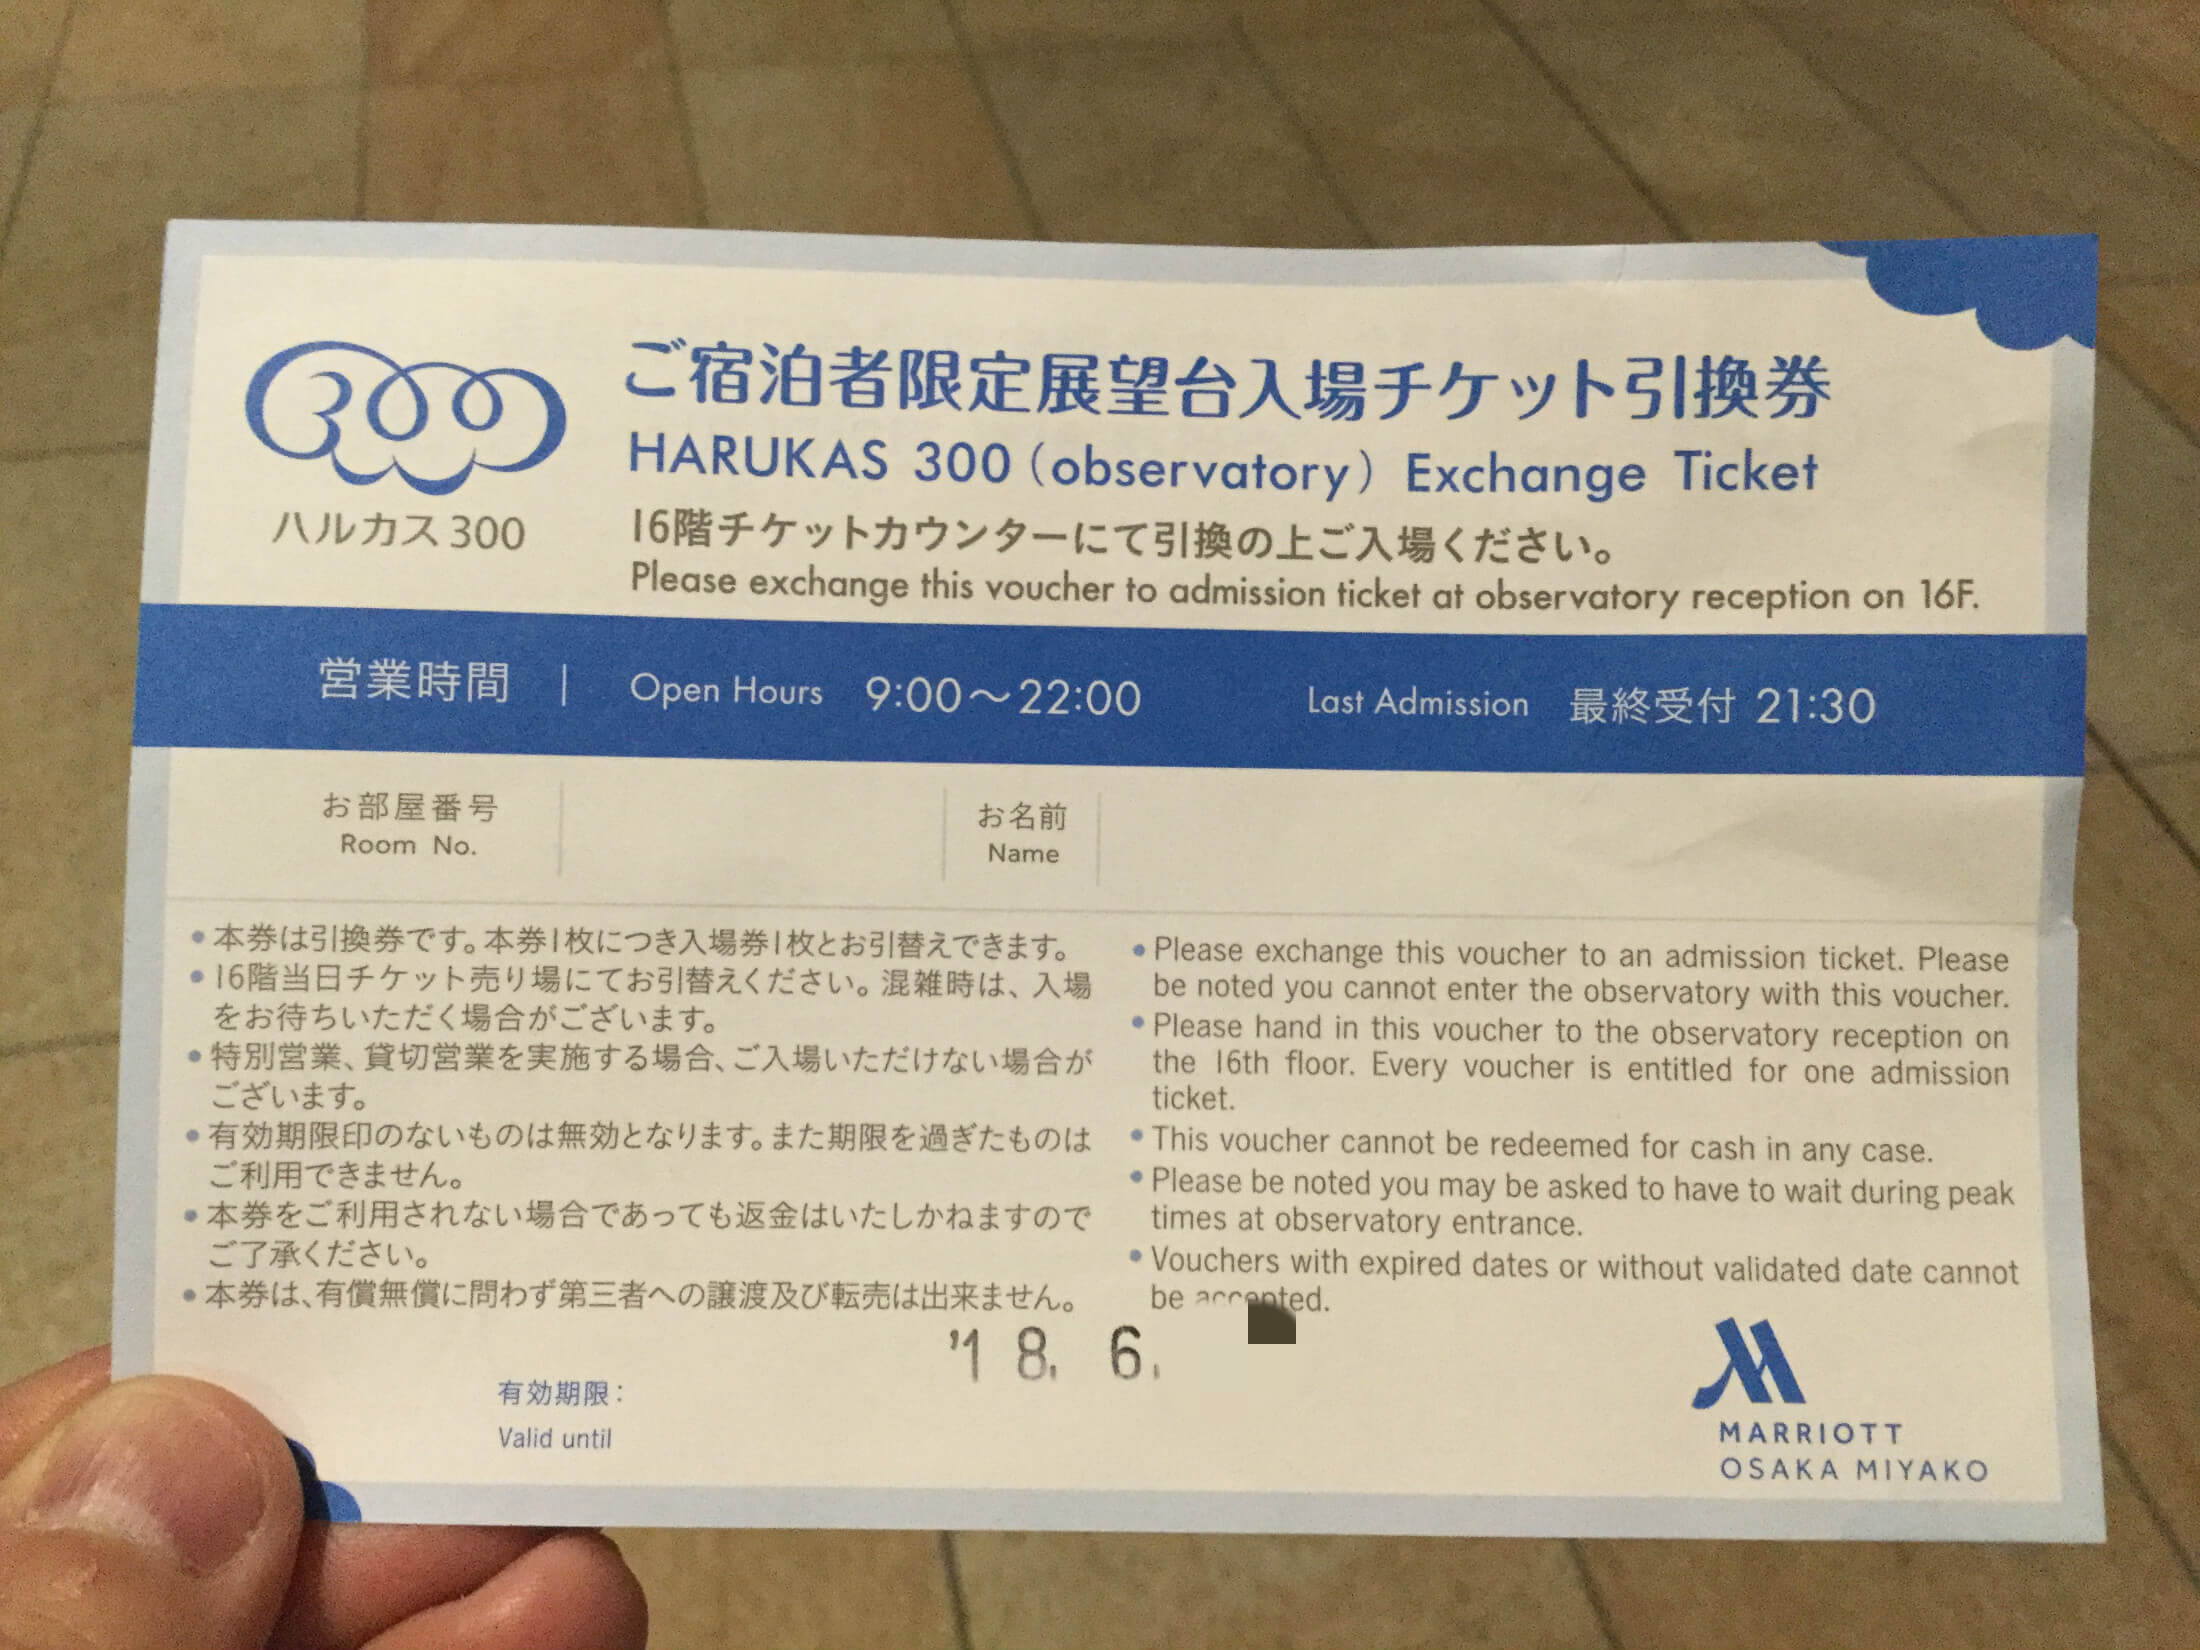 ハルカス300
ご宿泊者限定展望台入場チケット引換券
HARUKAS 300 (observatory) Exchange Ticket
16階チケットカウンターにて引換の上ご入場ください。
Please exchange this voucher to admission ticket at observatory reception on 16F.
営業時間 | Open Hours 9:00〜22:00 Last Admission 最終受付 21:30
お部屋番号
Room No.
お名前
Name
•本券は引換券です。本券1枚につき入場券1枚とお引替えできます。
•16階当日チケット売り場にてお引替えください。混雑時は、入場
をお待ちいただく場合がございます。
•特別営業、貸切営業を実施する場合、ご入場いただけない場合が
ございます。
•有効期限印のないものは無効となります。また期限を過ぎたものは
ご利用できません。
•本券をご利用されない場合であっても返金はいたしかねますので
ご了承ください。
•本券は、有償無償に問わず第三者への譲渡及び転売は出来ません。
•Please exchange this voucher to an admission ticket. Please
be noted you cannot enter the observatory with this voucher.
•Please hand in this voucher to the observatory reception on
the 16th floor. Every voucher is entitled for one admission
ticket.
•This voucher cannot be redeemed for cash in any case.
•Please be noted you may be asked to have to wait during peak
times at observatory entrance.
•Vouchers with expired dates or without validated date cannot
be accepted.
'18. 6.
有効期限:
Valid until
MARRIOTT
OSAKA MIYAKO